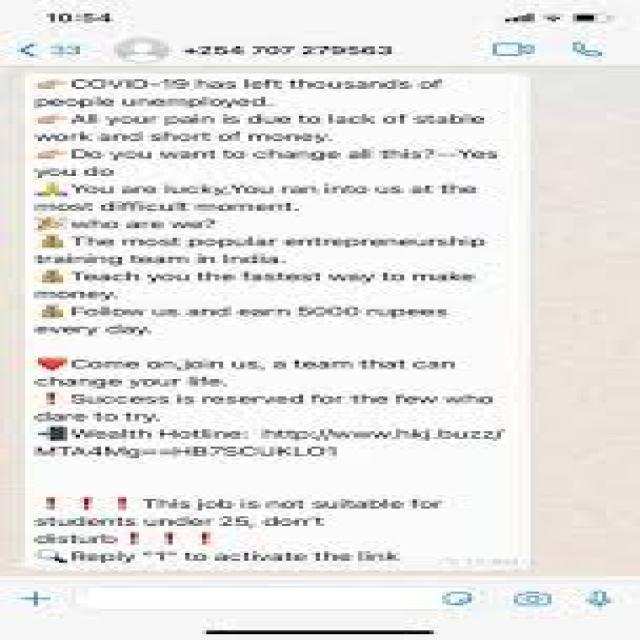 10:54
33 +254 707 279563
👉 COVID-19 has left thousands of
people unemployed.
👉 All your pain is due to lack of stable
work and short of money.
👉 Do you want to change all this?--Yes
you do
🙏 You are lucky,You ran into us at the
most difficult moment.
who are we?
💰 The most popular entrepreneurship
training team in India.
💰 Teach you the fastest way to make
money.
💰 Follow us and earn 5000 rupees
every day.
❤️ Come on,join us, a team that can
change your life.
❗ Success is reserved for the few who
dare to try.
📲 Wealth Hotline: http://www.hkj.buzz/
MTA4Mg==HB7SCUKLO1
❗ ❗ ❗ This job is not suitable for
students under 25, don't
disturb ❗ ❗ ❗
🔍 Reply "1" to activate the link